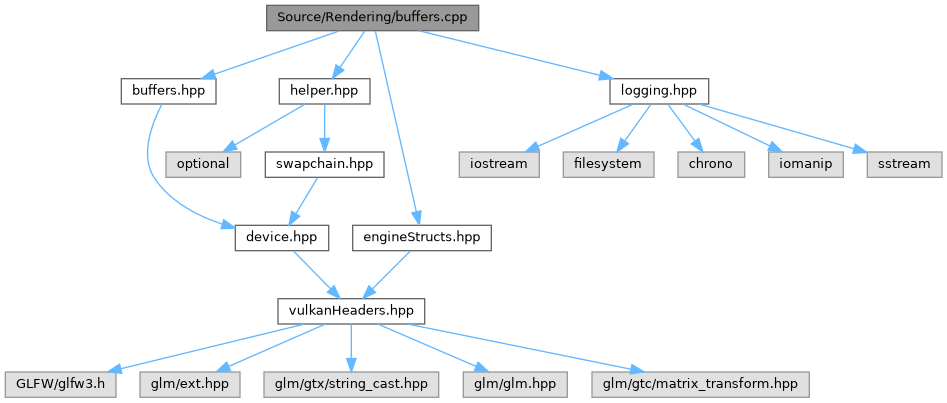 Source/Rendering/buffers.cpp
buffers.hpp
helper.hpp
logging.hpp
optional
swapchain.hpp
iostream
filesystem
chrono
iomanip
sstream
device.hpp
engineStructs.hpp
vulkanHeaders.hpp
GLFW/glfw3.h
glm/ext.hpp
glm/gtx/string_cast.hpp
glm/glm.hpp
glm/gtc/matrix_transform.hpp